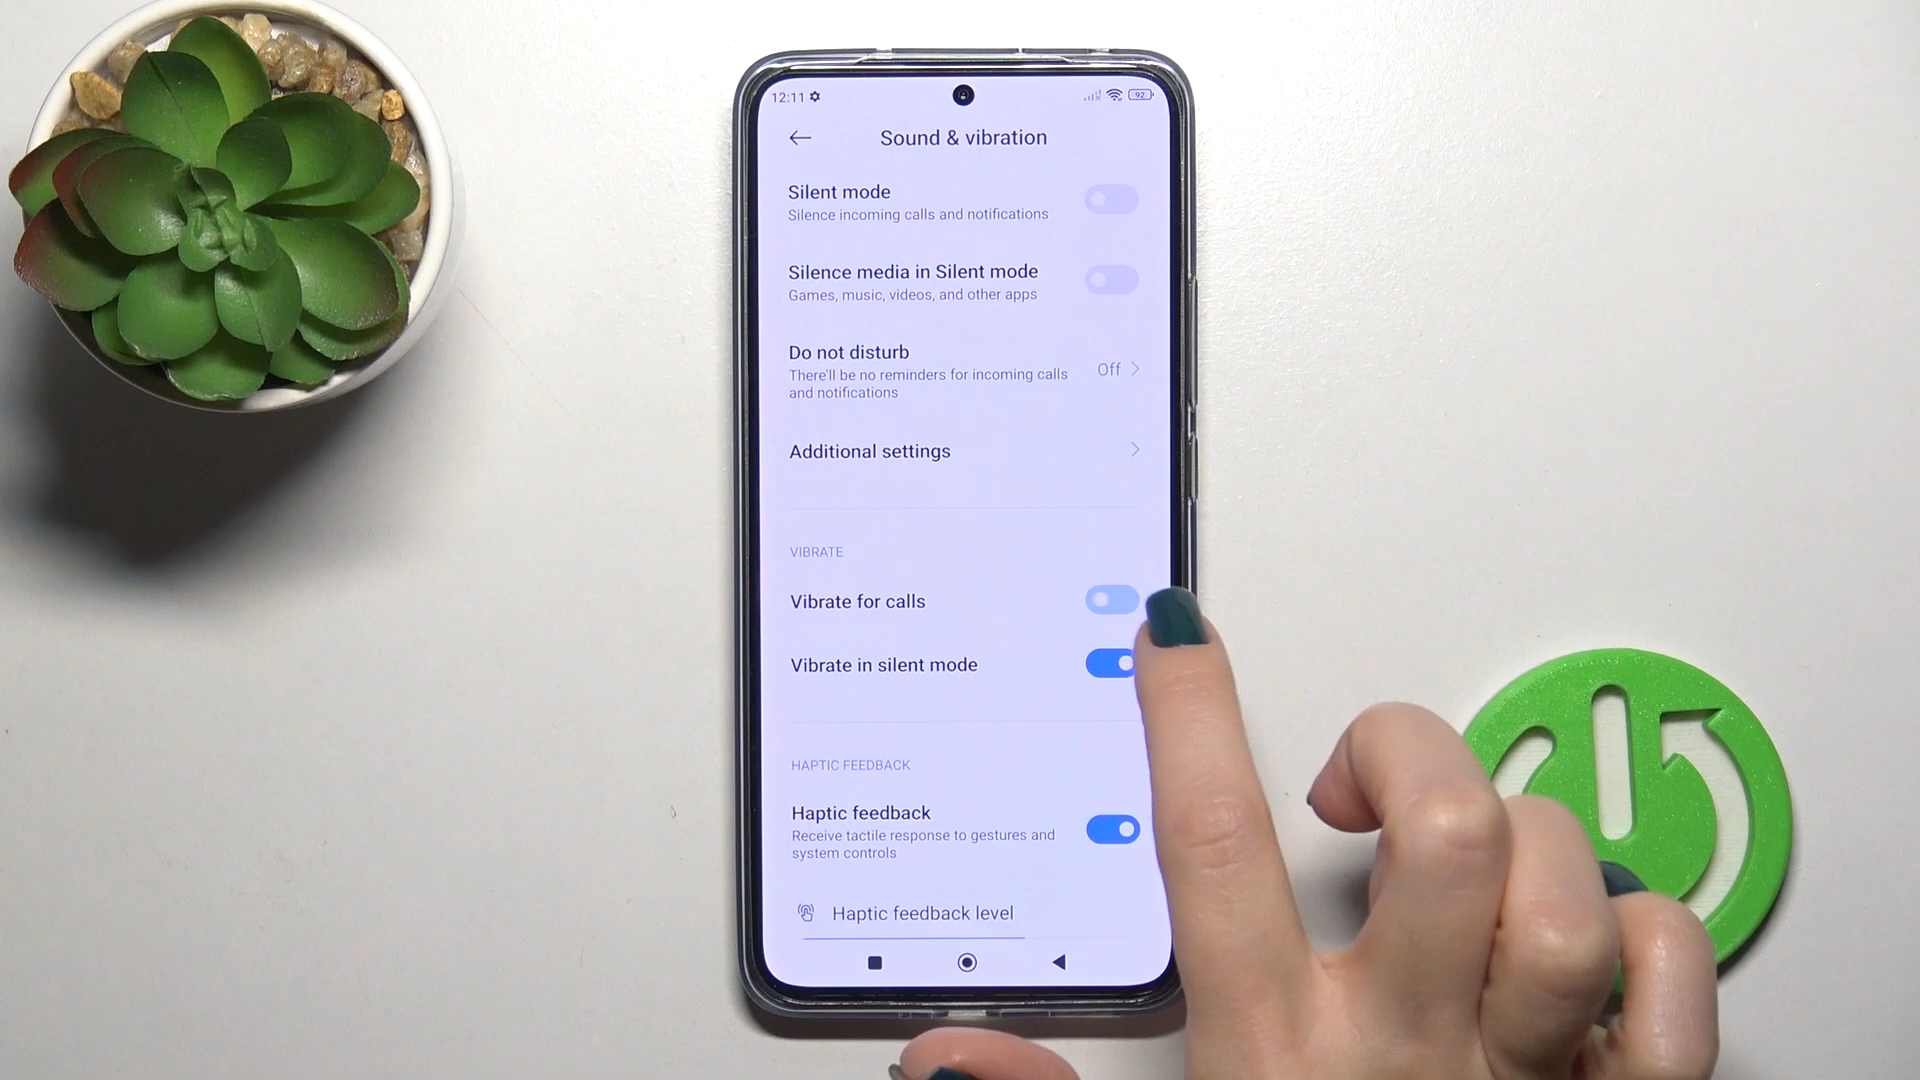 12:11
92
Sound & vibration
Silent mode
Silence incoming calls and notifications
Silence media in Silent mode
Games, music, videos, and other apps
Do not disturb
There'll be no reminders for incoming calls
and notifications
Off
Additional settings
VIBRATE
Vibrate for calls
Vibrate in silent mode
HAPTIC FEEDBACK
Haptic feedback
Receive tactile response to gestures and
system controls
Haptic feedback level